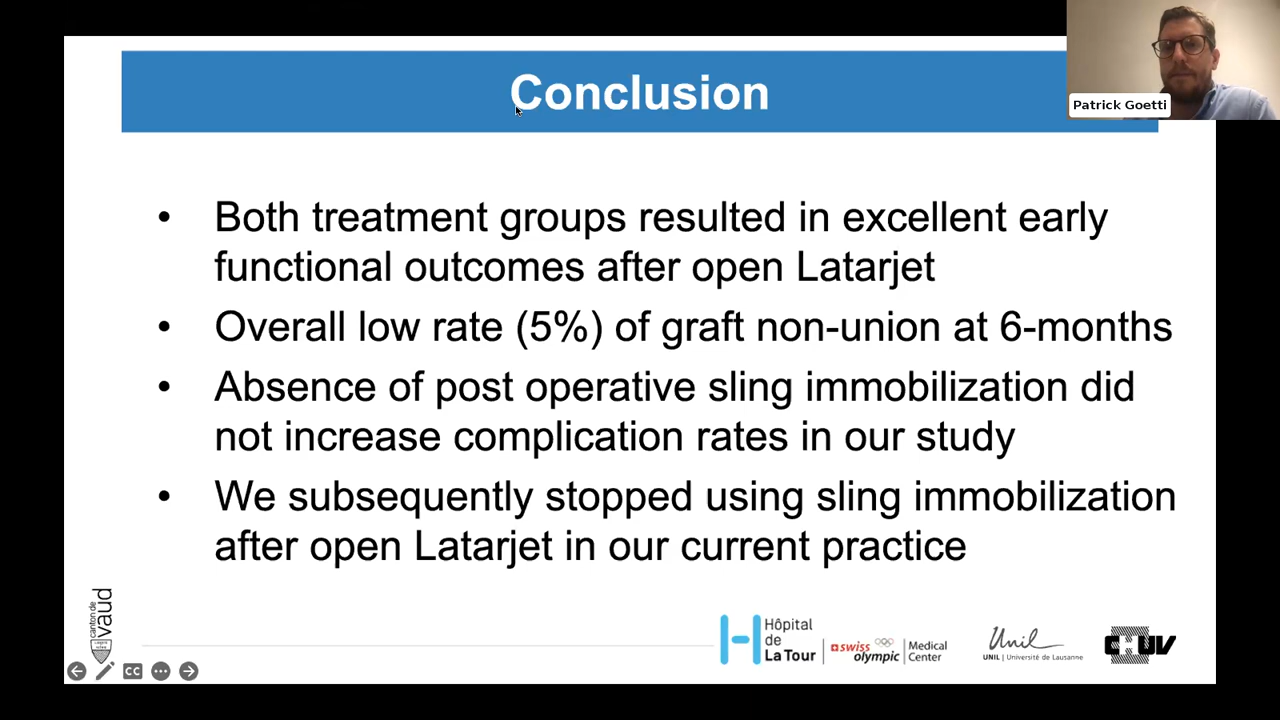 Conclusion
Patrick Goetti
• Both treatment groups resulted in excellent early
functional outcomes after open Latarjet
• Overall low rate (5%) of graft non-union at 6-months
• Absence of post operative sling immobilization did
not increase complication rates in our study
• We subsequently stopped using sling immobilization
after open Latarjet in our current practice
canton de
vaud
Hôpital
de
La Tour
swiss
olympic
Medical
Center
Unil
UNIL | Université de Lausanne
CHUV
CC